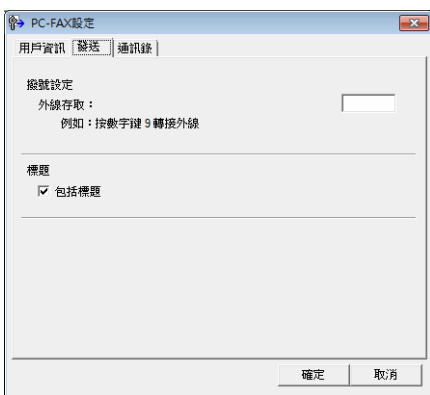 PC-FAX設定
用戶資訊 發送 通訊錄
撥號設定
外線存取：
例如：按數字鍵 9 轉接外線
標題
包括標題
確定 取消